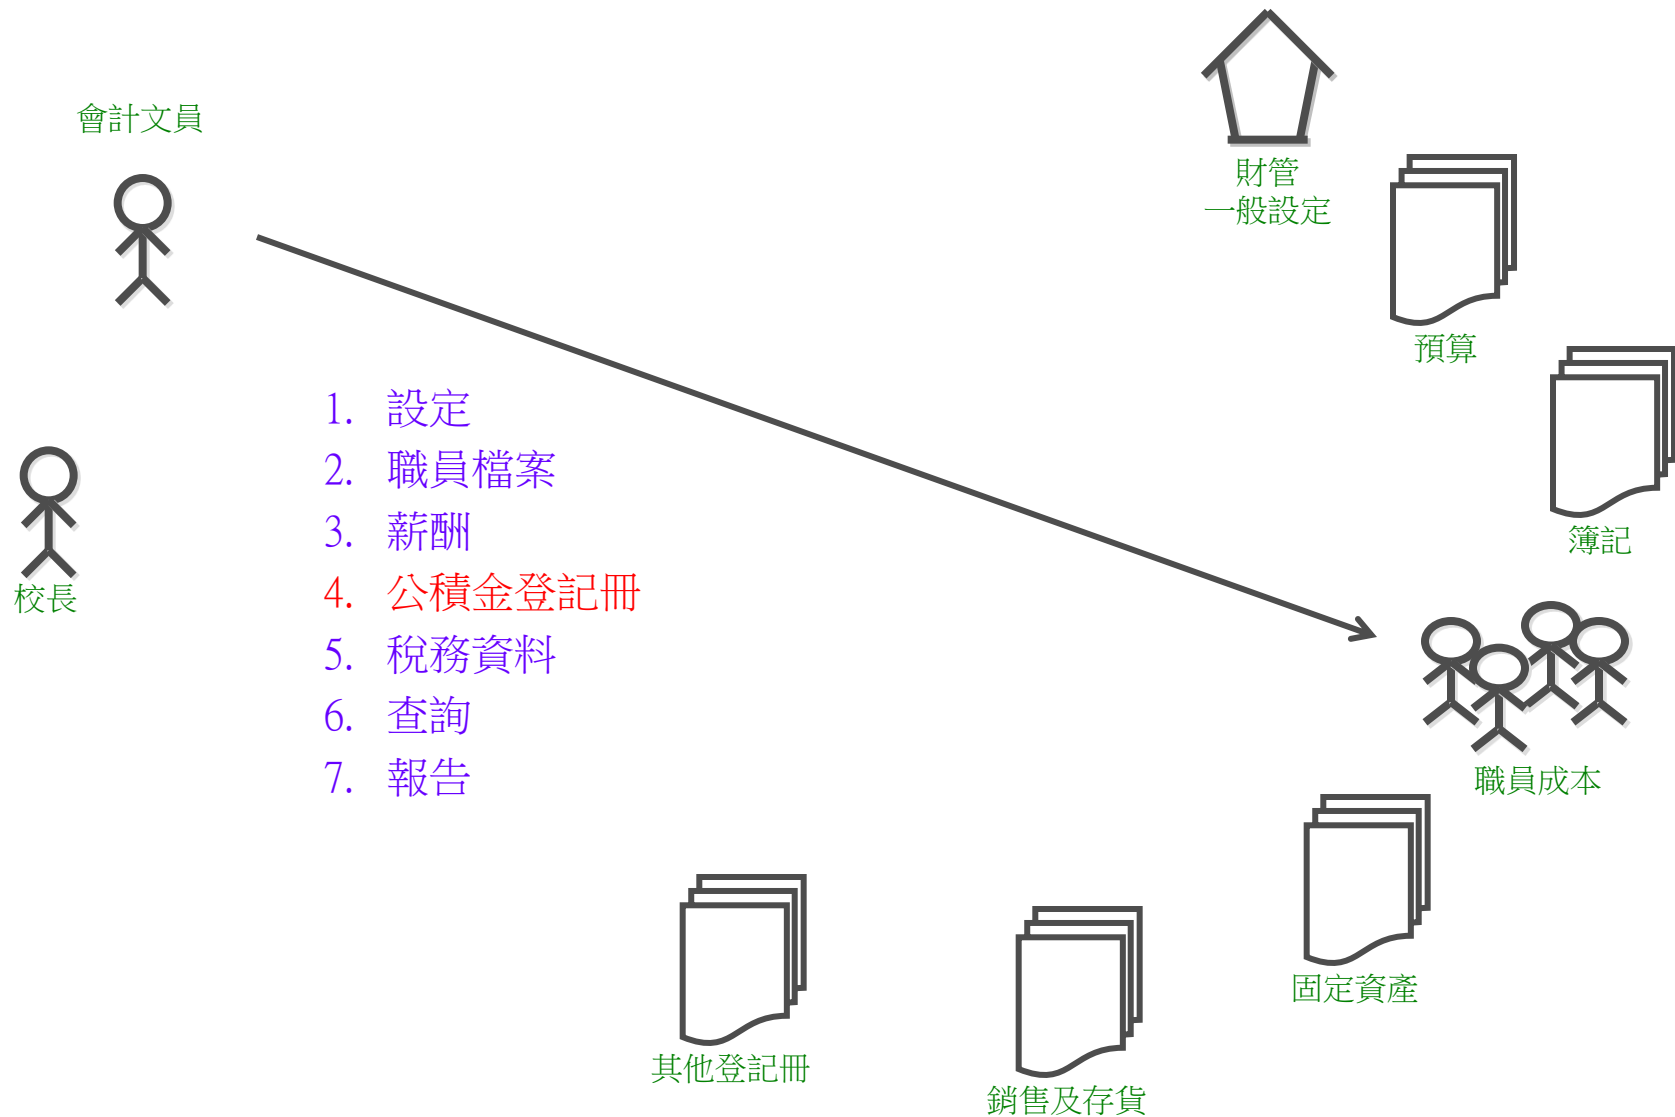 會計文員
財管
一般設定
預算
1. 設定
2. 職員檔案
3. 薪酬
4. 公積金登記冊
5. 稅務資料
6. 查詢
7. 報告
簿記
校長
職員成本
固定資產
其他登記冊
銷售及存貨